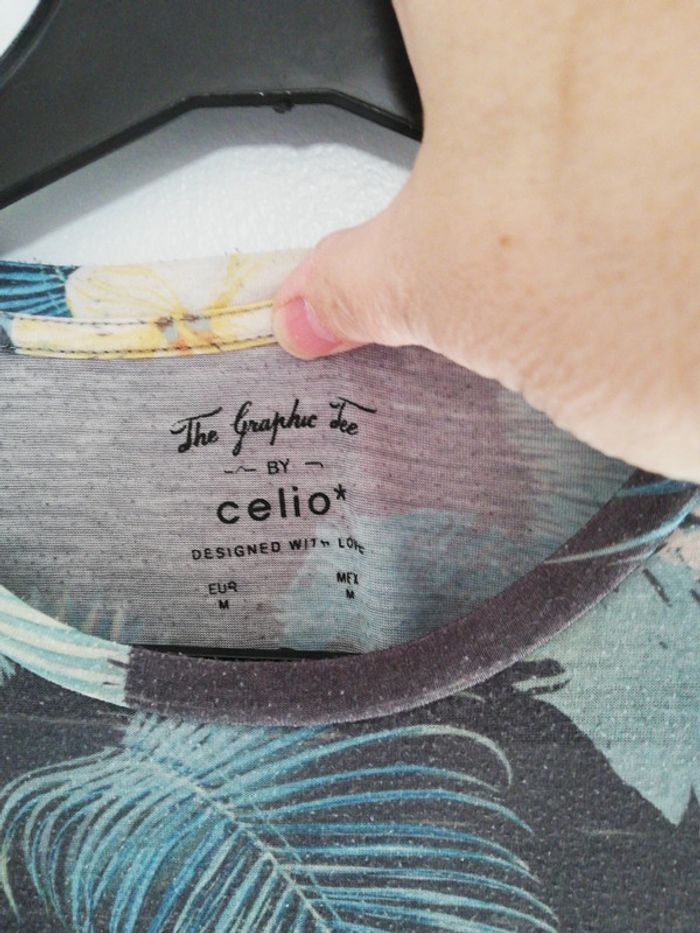 The Graphic Tee
BY
celio*
DESIGNED WITH LOVE
EUR MEX
M M